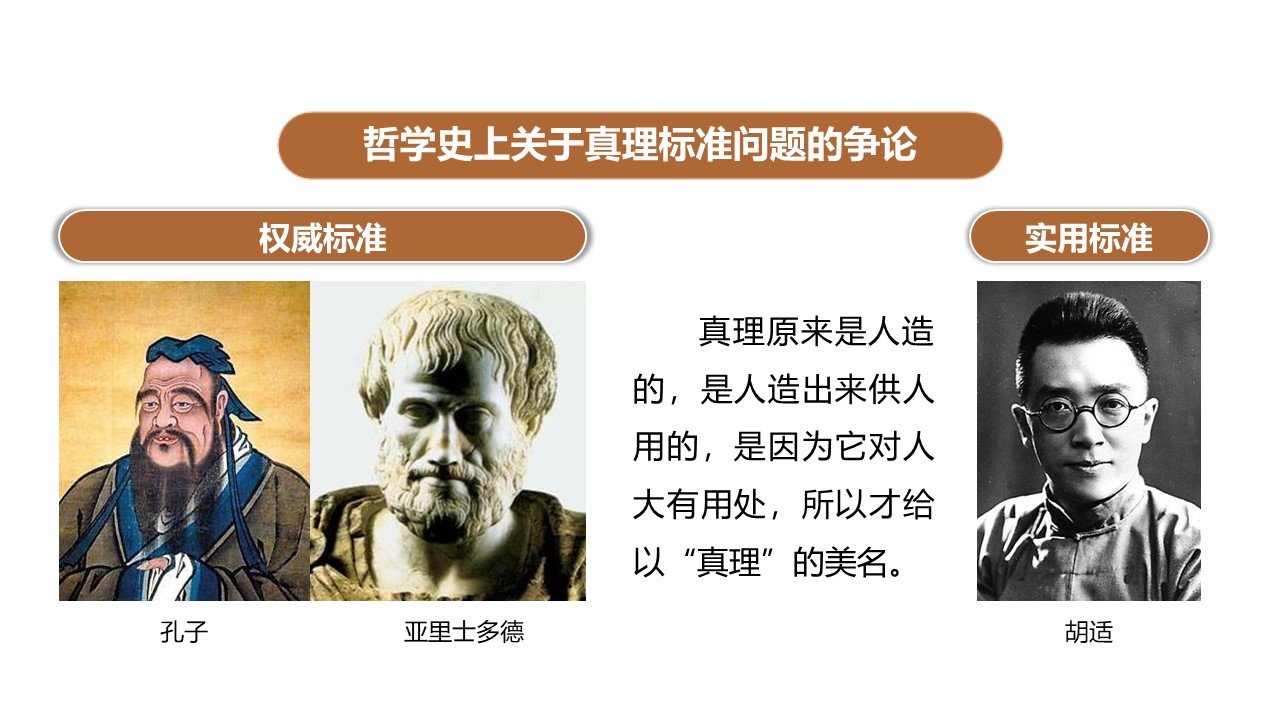 哲学史上关于真理标准问题的争论
权威标准
实用标准
真理原来是人造
的，是人造出来供人
用的，是因为它对人
大有用处，所以才给
以“真理”的美名。
孔子
亚里士多德
胡适